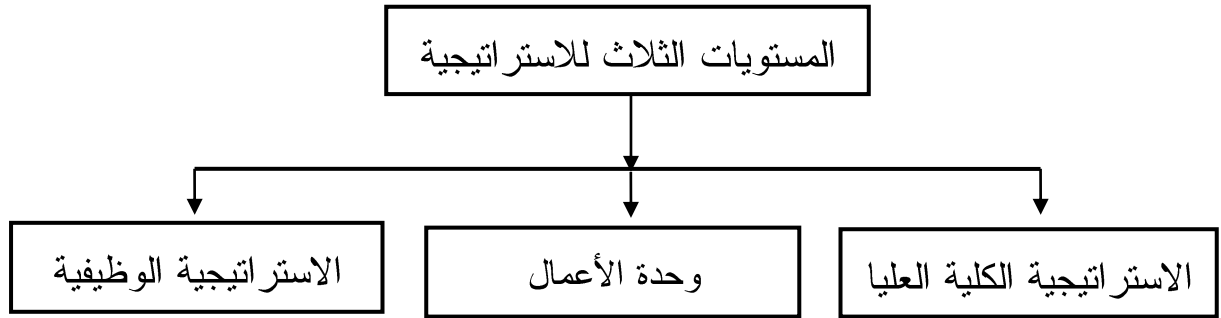 المستويات الثلاث للاستراتيجية
الاستراتيجية الكلية العليا
وحدة الأعمال
الاستراتيجية الوظيفية